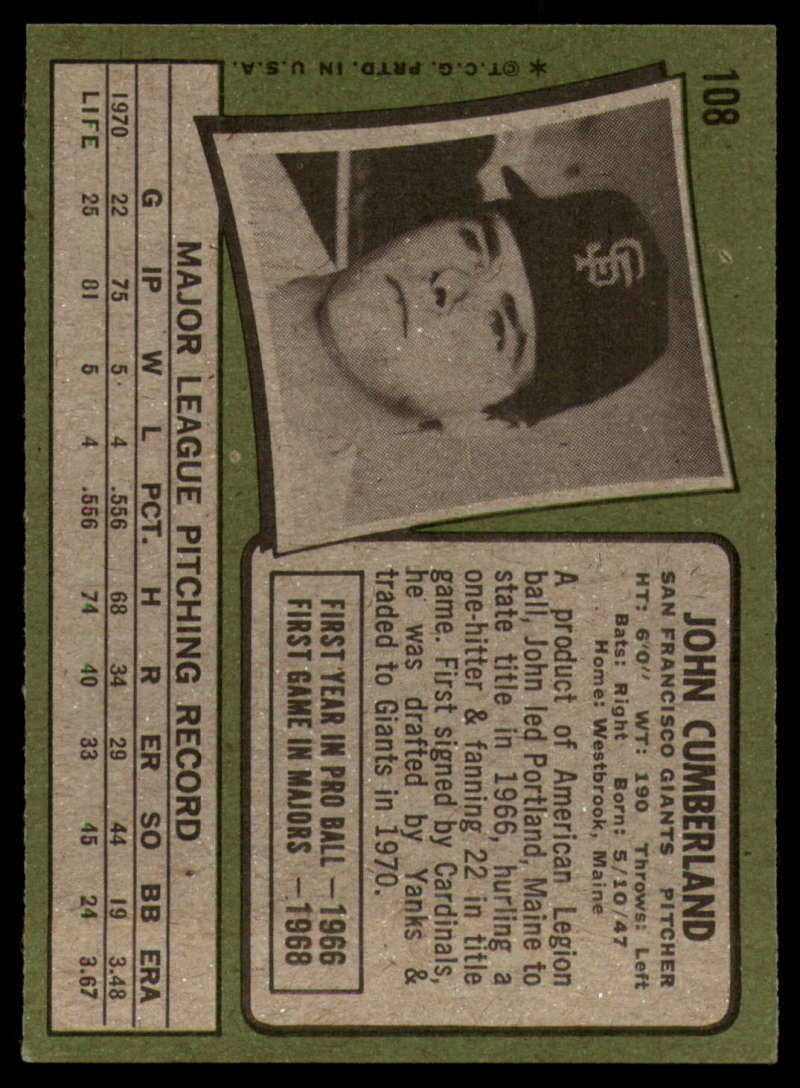 108
*©T.C.G. PRTD. IN U.S.A.
SF
JOHN CUMBERLAND
SAN FRANCISCO GIANTS PITCHER
HT: 6'0" WT: 190 Throws: Left
Bats: Right Born: 5/10/47
Home: Westbrook, Maine
A product of American Legion
ball, John led Portland, Maine to
state title in 1966, hurling a
one-hitter & fanning 22 in title
game. First signed by Cardinals,
he was drafted by Yanks &
traded to Giants in 1970.
FIRST YEAR IN PRO BALL — 1966
FIRST GAME IN MAJORS — 1968
MAJOR LEAGUE PITCHING RECORD
G IP W L PCT. H R ER SO BB ERA
1970 22 75 5 4 .556 68 34 29 44 19 3.48
LIFE 25 81 5 4 .556 74 40 33 45 24 3.67